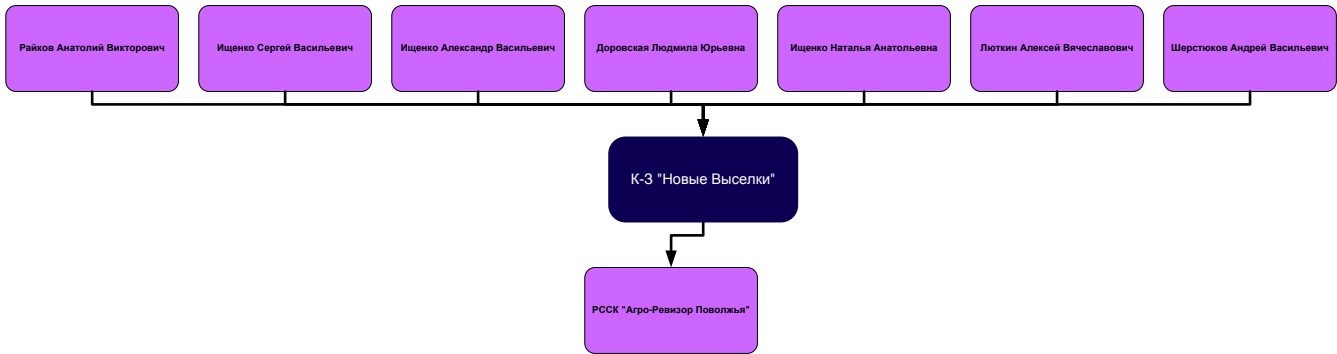 Райков Анатолий Викторович
Ищенко Сергей Васильевич
Ищенко Александр Васильевич
Доровская Людмила Юрьевна
Ищенко Наталья Анатольевна
Люткин Алексей Вячеславович
Шерстюков Андрей Васильевич
К-З "Новые Выселки"
РССК "Агро-Ревизор Поволжья"